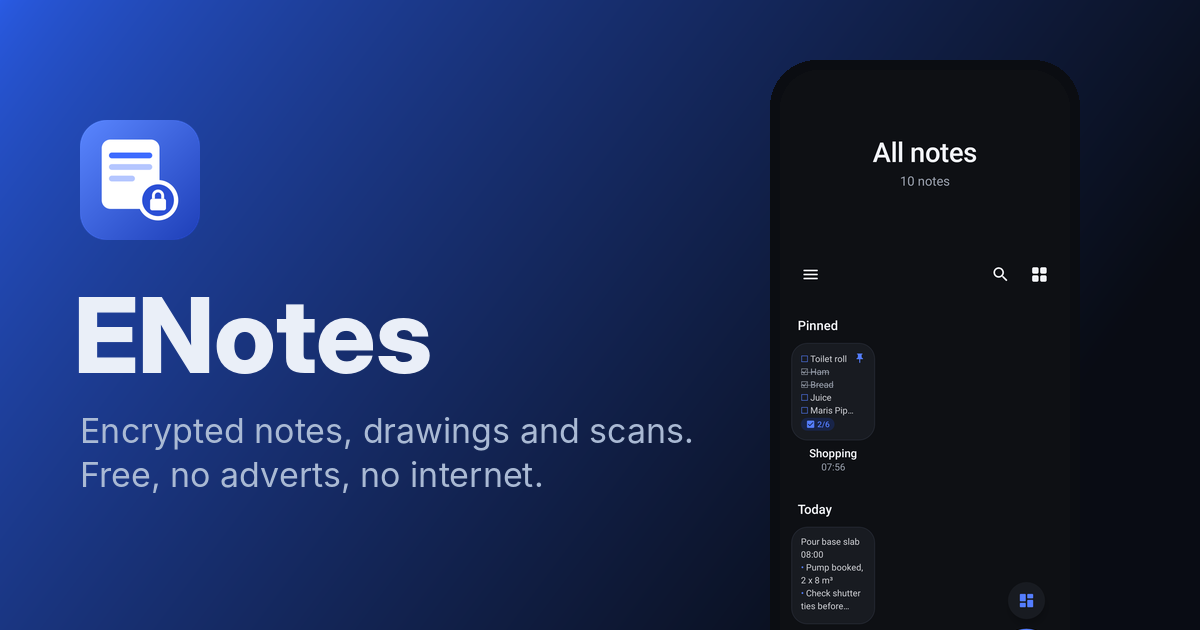 ENotes
Encrypted notes, drawings and scans.
Free, no adverts, no internet.
All notes
10 notes
Pinned
Toilet roll
Ham
Bread
Juice
Maris Pip...
2/6
Shopping
07:56
Today
Pour base slab
08:00
• Pump booked,
2 x 8 m³
• Check shutter
ties before...